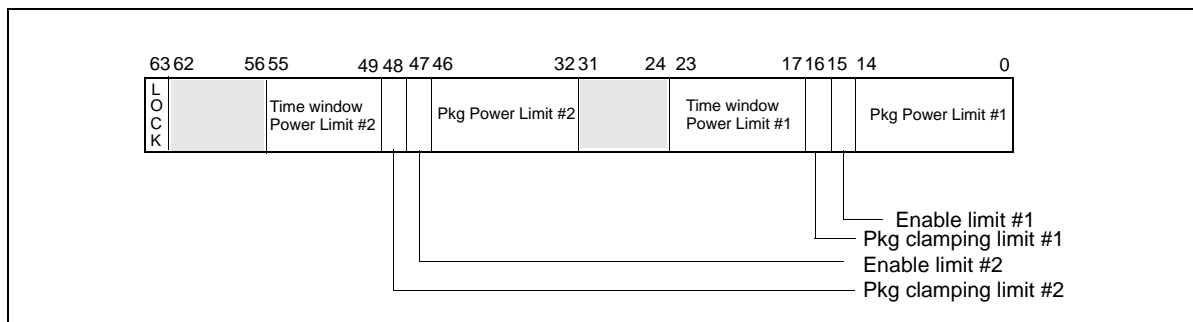 63 62 56 55 49 48 47 46 32 31 24 23 17 16 15 14 0
L
O
C
K
Time window
Power Limit #2
Pkg Power Limit #2
Time window
Power Limit #1
Pkg Power Limit #1
Enable limit #1
Pkg clamping limit #1
Enable limit #2
Pkg clamping limit #2